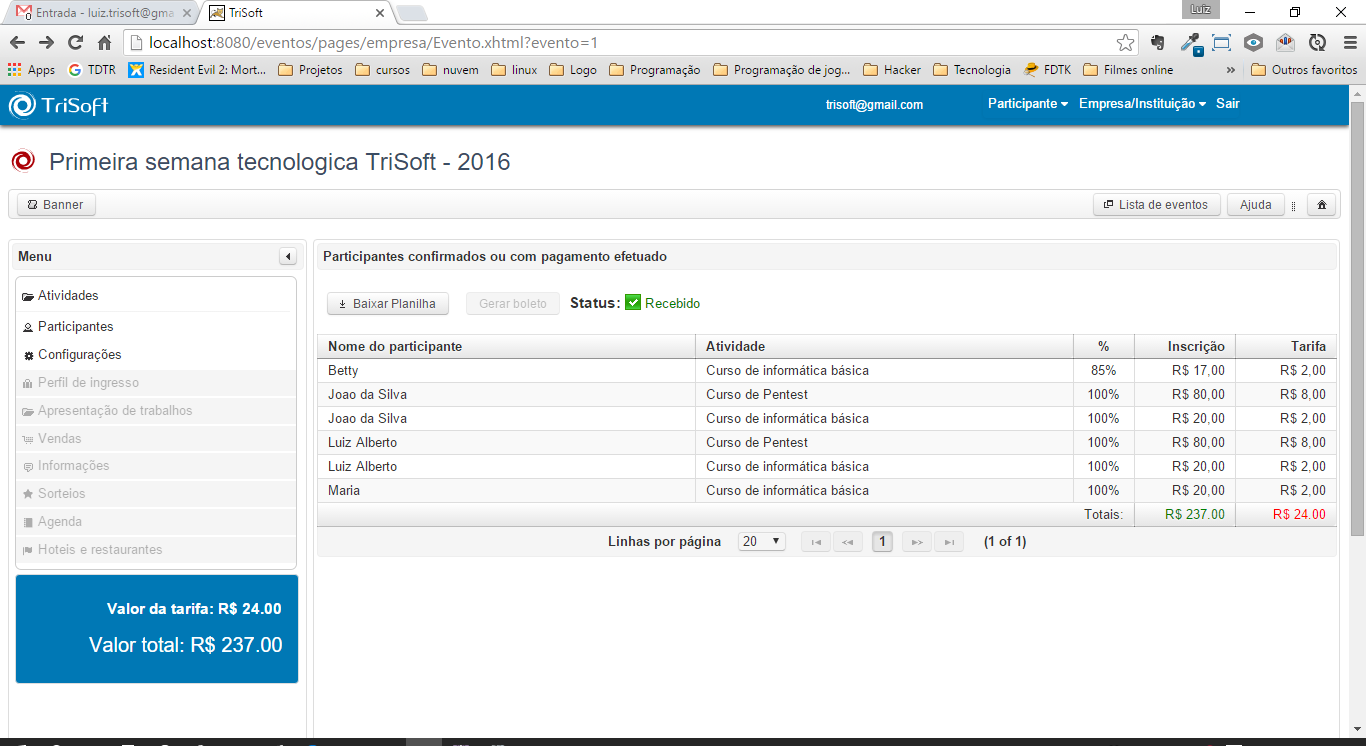 Entrada - luiz.trisoft@gma
TriSoft
Luiz
localhost:8080/eventos/pages/empresa/Evento.xhtml?evento=1
Apps TDTR Resident Evil 2: Mort... Projetos cursos nuvem linux Logo Programação Programação de jog... Hacker Tecnologia FDTK Filmes online » Outros favoritos
TriSoft trisoft@gmail.com Participante Empresa/Instituição Sair
Primeira semana tecnologica TriSoft - 2016
Banner Lista de eventos Ajuda
Menu
Atividades
Participantes
Configurações
Perfil de ingresso
Apresentação de trabalhos
Vendas
Informações
Sorteios
Agenda
Hoteis e restaurantes
Valor da tarifa: R$ 24.00
Valor total: R$ 237.00
Participantes confirmados ou com pagamento efetuado
Baixar Planilha Gerar boleto Status: Recebido
Nome do participante Atividade % Inscrição Tarifa
Betty Curso de informática básica 85% R$ 17,00 R$ 2,00
Joao da Silva Curso de Pentest 100% R$ 80,00 R$ 8,00
Joao da Silva Curso de informática básica 100% R$ 20,00 R$ 2,00
Luiz Alberto Curso de Pentest 100% R$ 80,00 R$ 8,00
Luiz Alberto Curso de informática básica 100% R$ 20,00 R$ 2,00
Maria Curso de informática básica 100% R$ 20,00 R$ 2,00
Totais: R$ 237.00 R$ 24.00
Linhas por página 20 1 (1 of 1)